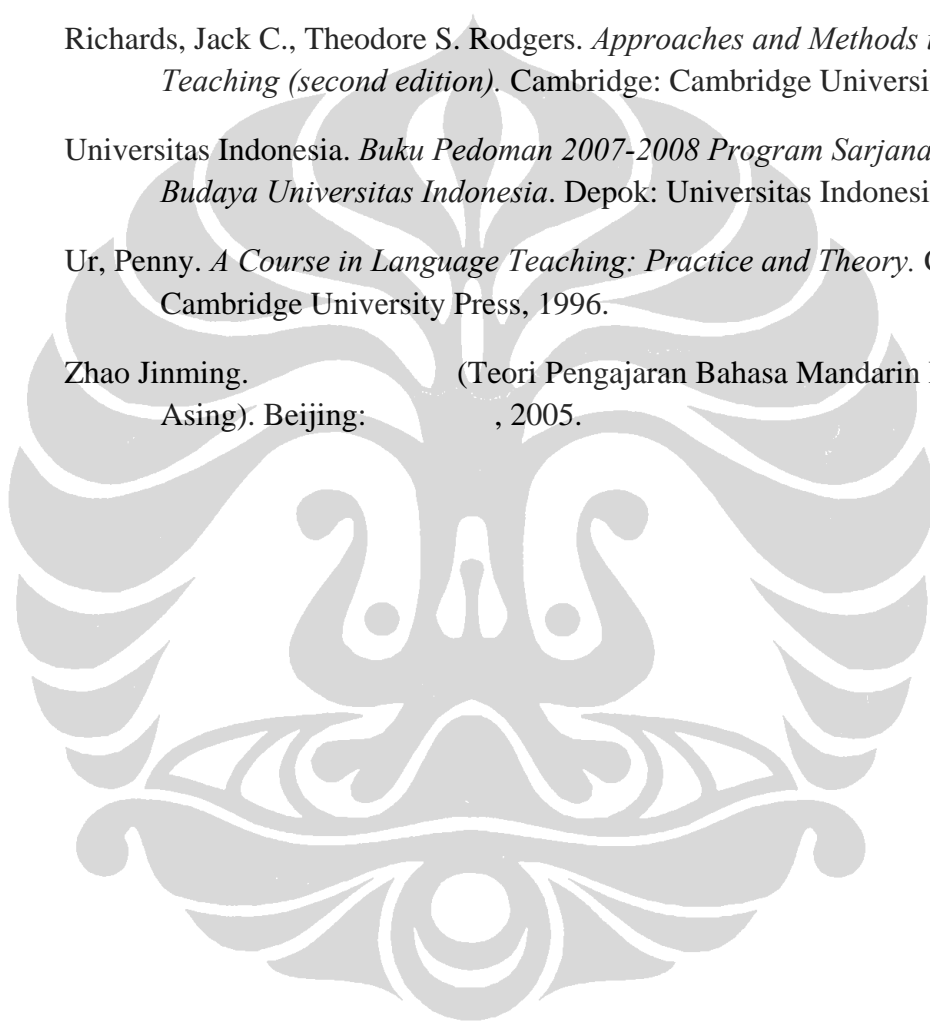 Richards, Jack C., Theodore S. Rodgers. Approaches and Methods
Teaching (second edition). Cambridge: Cambridge
Universitas Indonesia. Buku Pedoman 2007-2008 Program Sarjana
Budaya Universitas Indonesia. Depok: Universitas
Ur, Penny. A Course in Language Teaching: Practice and Theory.
Cambridge University Press, 1996.
Zhao Jinming. (Teori Pengajaran Bahasa Mandarin
Asing). Beijing: , 2005.